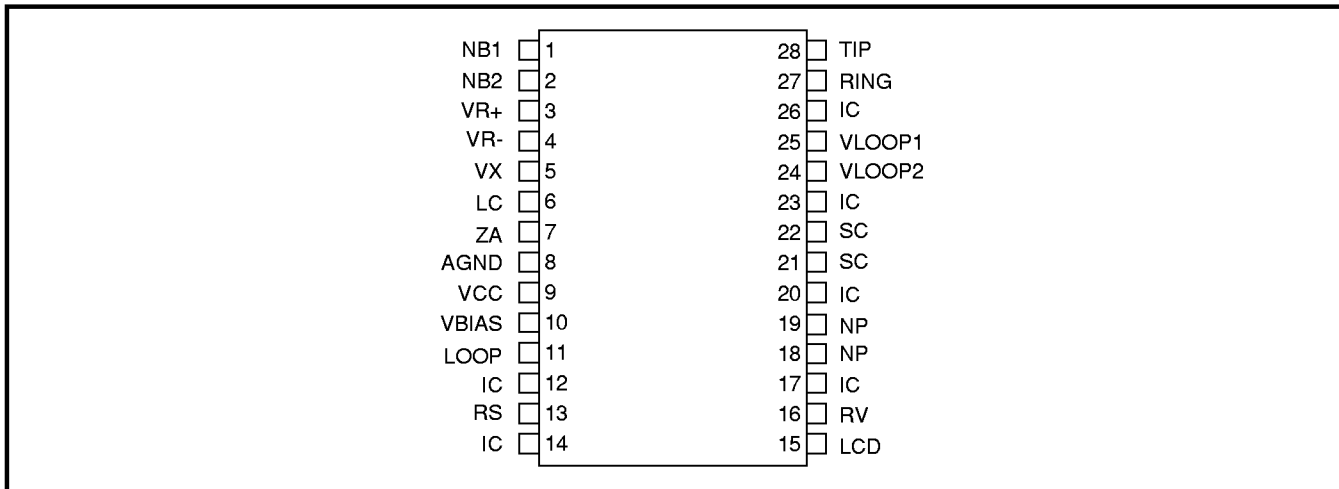 NB1 1 28 TIP
NB2 2 27 RING
VR+ 3 26 IC
VR- 4 25 VLOOP1
VX 5 24 VLOOP2
LC 6 23 IC
ZA 7 22 SC
AGND 8 21 SC
VCC 9 20 IC
VBIAS 10 19 NP
LOOP 11 18 NP
IC 12 17 IC
RS 13 16 RV
IC 14 15 LCD